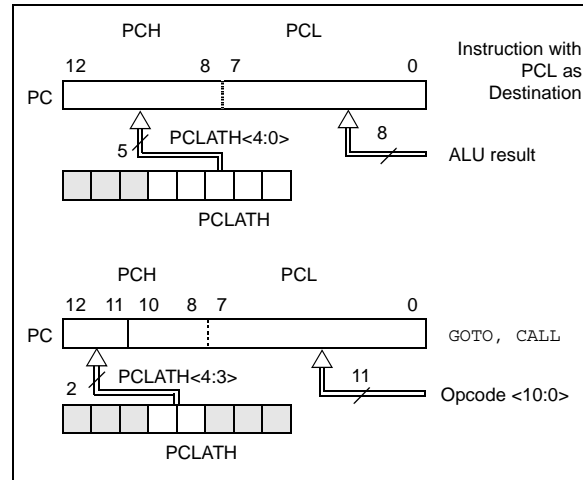 PCH PCL
12 8 7 0
Instruction with
PCL as
Destination
PC
PCLATH<4:0>
5
8
ALU result
PCLATH
PCH PCL
12 11 10 8 7 0
PC
GOTO, CALL
PCLATH<4:3>
2
11
Opcode <10:0>
PCLATH